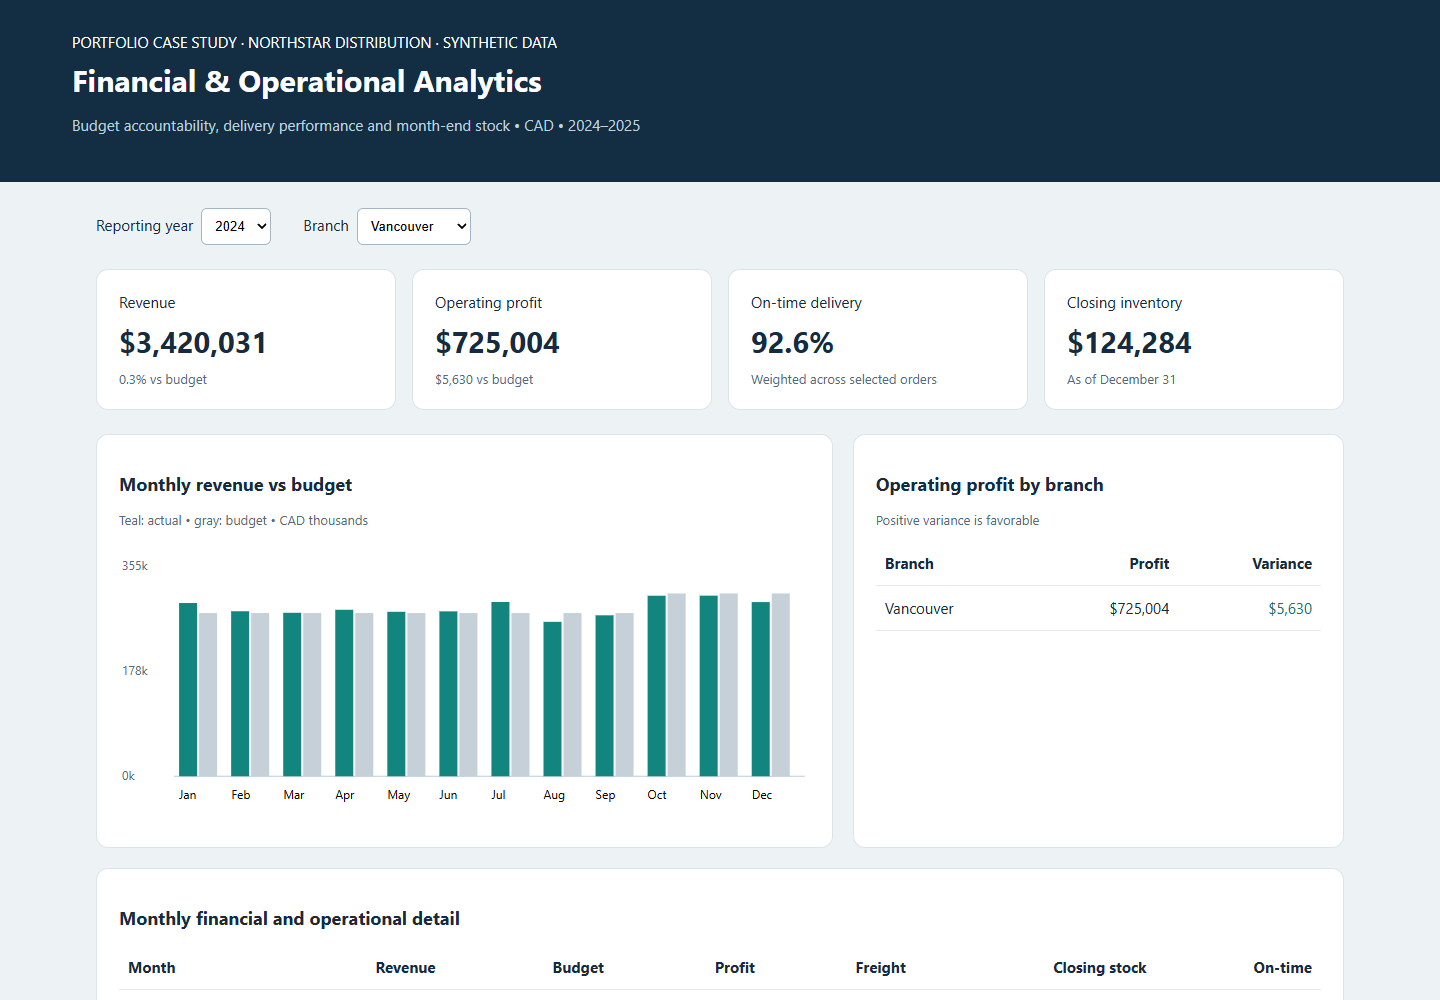 PORTFOLIO CASE STUDY · NORTHSTAR DISTRIBUTION · SYNTHETIC DATA
Financial & Operational Analytics
Budget accountability, delivery performance and month-end stock • CAD • 2024–2025
Reporting year 2024 Branch Vancouver
Revenue
$3,420,031
0.3% vs budget
Operating profit
$725,004
$5,630 vs budget
On-time delivery
92.6%
Weighted across selected orders
Closing inventory
$124,284
As of December 31
Monthly revenue vs budget
Teal: actual • gray: budget • CAD thousands
355k
178k
0k
Jan Feb Mar Apr May Jun Jul Aug Sep Oct Nov Dec
Operating profit by branch
Positive variance is favorable
Branch Profit Variance
Vancouver $725,004 $5,630
Monthly financial and operational detail
Month Revenue Budget Profit Freight Closing stock On-time